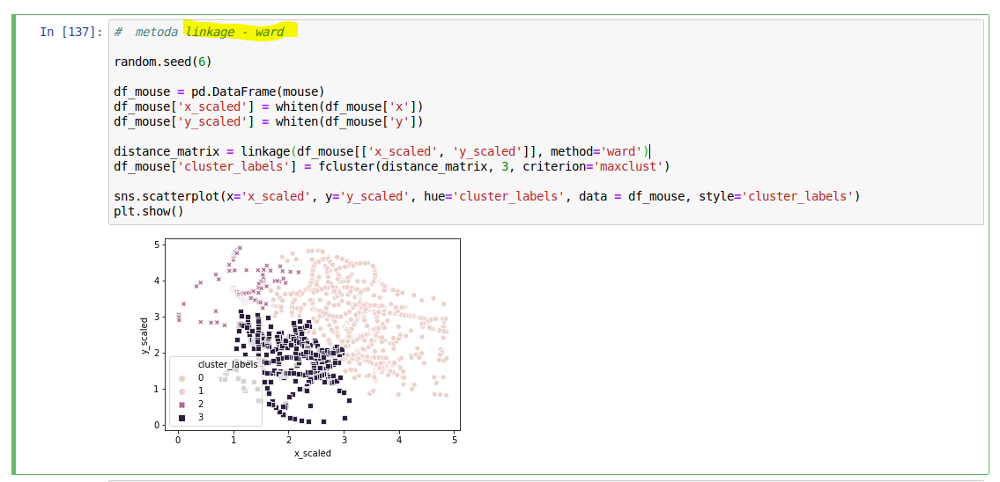 In [137]:
# metoda linkage - ward
random.seed(6)
df_mouse = pd.DataFrame(mouse)
df_mouse['x_scaled'] = whiten(df_mouse['x'])
df_mouse['y_scaled'] = whiten(df_mouse['y'])
distance_matrix = linkage(df_mouse[['x_scaled', 'y_scaled']], method='ward')
df_mouse['cluster_labels'] = fcluster(distance_matrix, 3, criterion='maxclust')
sns.scatterplot(x='x_scaled', y='y_scaled', hue='cluster_labels', data = df_mouse, style='cluster_labels')
plt.show()
5
4
3
2
1
0
y_scaled
cluster_labels
0
1
2
3
0 1 2 3 4 5
x_scaled